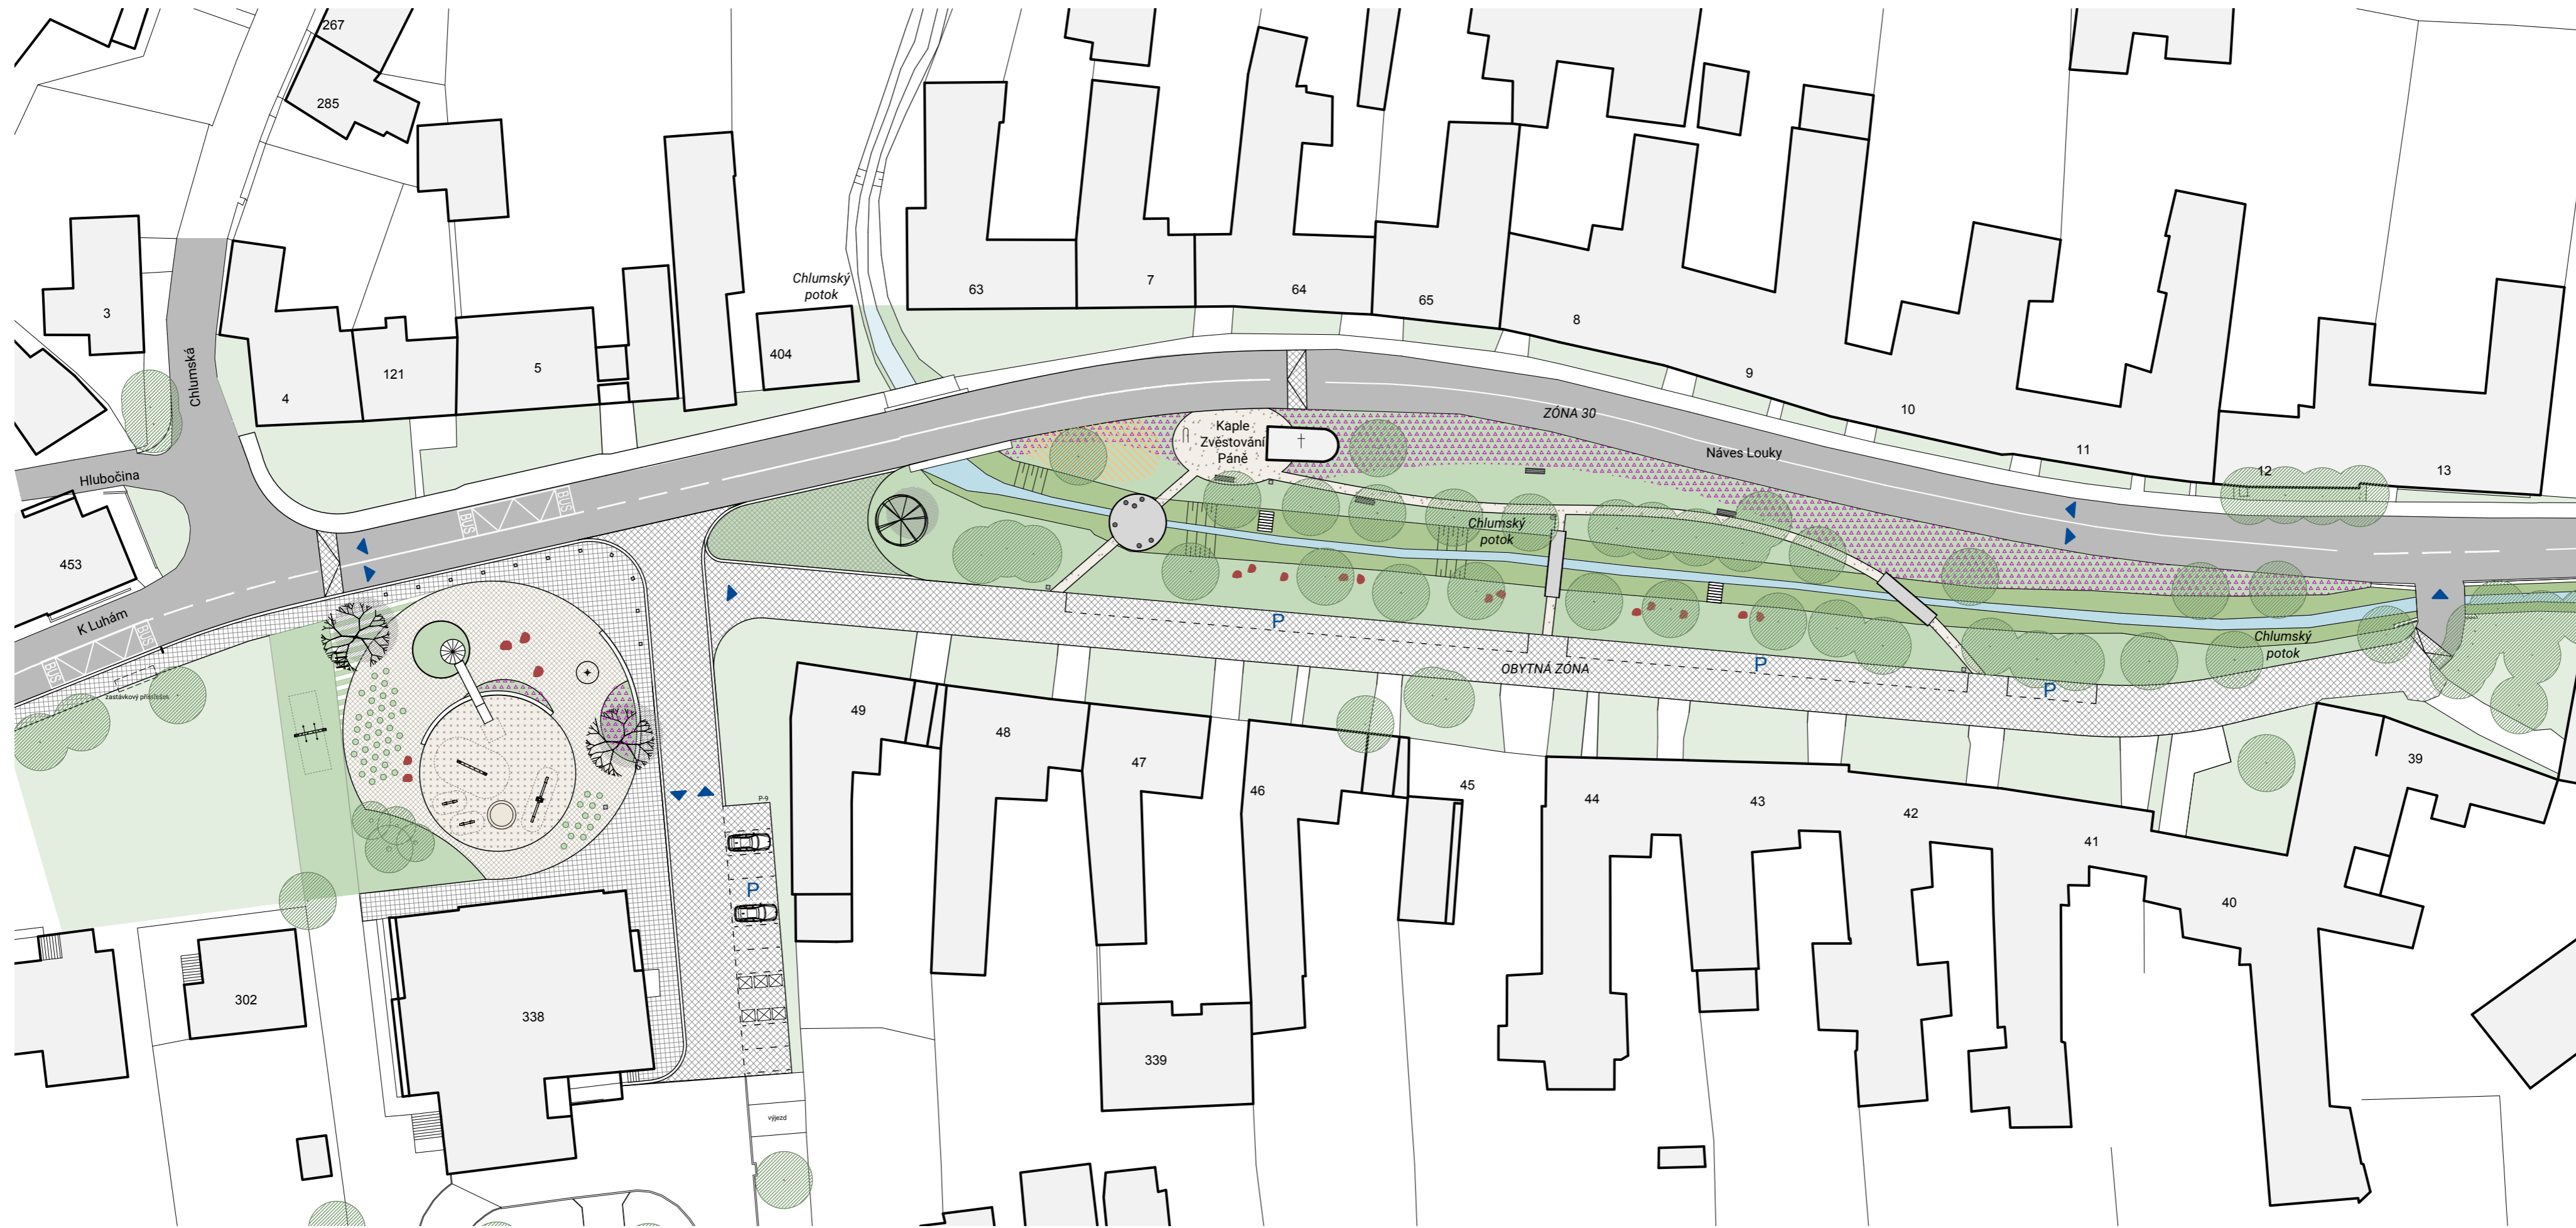 267
285
3
4
121
5
404
Chlumský
potok
63
7
64
65
8
9
10
11
12
13
Chlumská
Hlubočina
453
K Luhám
BUS
BUS
BUS
BUS
zastávkový přístřešek
Kaple
Zvěstování
Páně
ZÓNA 30
Náves Louky
Chlumský
potok
Chlumský
potok
P
P
P
OBYTNÁ ZÓNA
P-9
P
49
48
47
46
45
44
43
42
41
40
39
302
338
339
výjezd